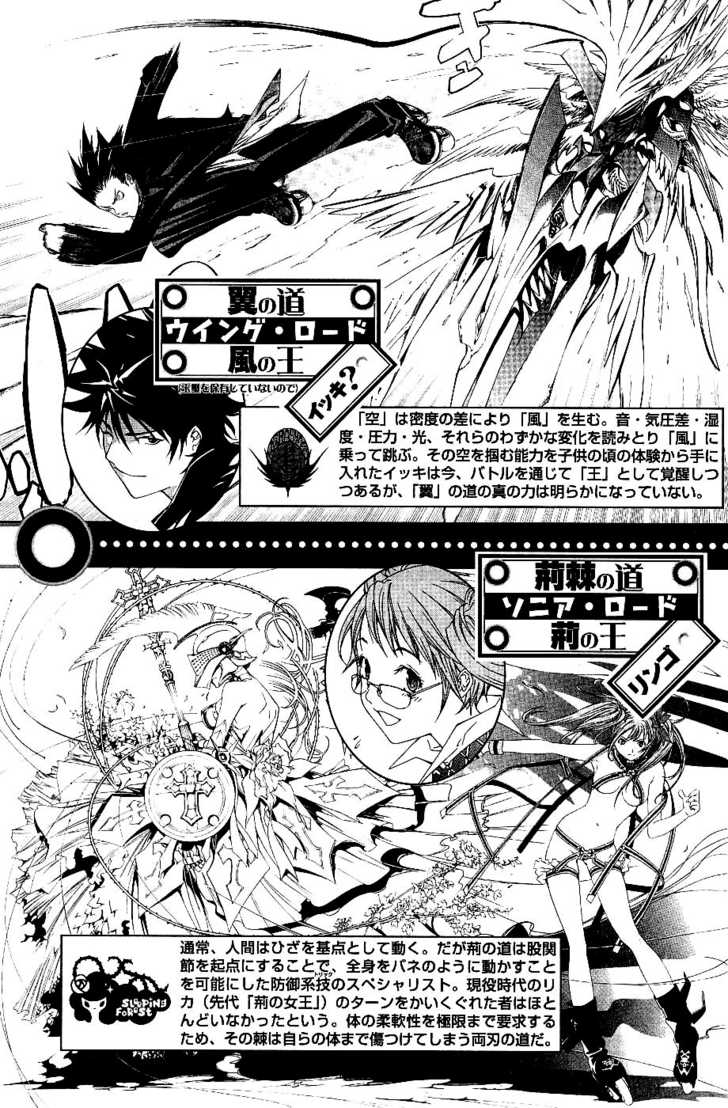 翼の道
ウイング・ロード
風の王
(玉璽を保有していないので)
イッキ?
「空」は密度の差により「風」を生む。音・気圧差・湿
度・圧力・光、それらのわずかな変化を読みとり「風」に
乗って跳ぶ。その空を掴む能力を子供の頃の体験から手に
入れたイッキは今、バトルを通じて「王」として覚醒しつ
つあるが、「翼」の道の真の力は明らかになっていない。
荊棘の道
ソニア・ロード
荊の王
リンゴ
SLEEPING
FOREST
通常、人間はひざを基点として動く。だが荊の道は股関
節を起点にすることで、全身をバネのように動かすこと
を可能にした防御系技のスペシャリスト。現役時代のリ
カ(先代「荊の女王」)のターンをかいくぐれた者はほと
んどいなかったという。体の柔軟性を極限まで要求する
ため、その棘は自らの体まで傷つけてしまう両刃の道だ。